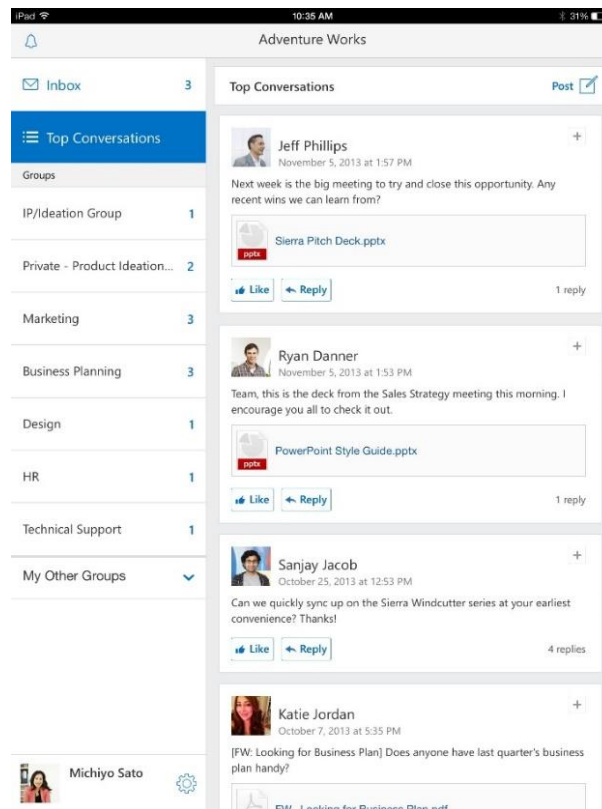 iPad
10:35 AM
31%
Adventure Works
Inbox 3
Top Conversations
Groups
IP/Ideation Group 1
Private - Product Ideation... 2
Marketing 3
Business Planning 3
Design 1
HR 1
Technical Support 1
My Other Groups
Michiyo Sato
Top Conversations
Post
Jeff Phillips
November 5, 2013 at 1:57 PM
Next week is the big meeting to try and close this opportunity. Any
recent wins we can learn from?
pptx
Sierra Pitch Deck.pptx
Like Reply 1 reply
Ryan Danner
November 5, 2013 at 1:53 PM
Team, this is the deck from the Sales Strategy meeting this morning. I
encourage you all to check it out.
pptx
PowerPoint Style Guide.pptx
Like Reply 1 reply
Sanjay Jacob
October 25, 2013 at 12:53 PM
Can we quickly sync up on the Sierra Windcutter series at your earliest
convenience? Thanks!
Like Reply 4 replies
Katie Jordan
October 7, 2013 at 5:35 PM
[FW: Looking for Business Plan] Does anyone have last quarter's business
plan handy?
FW_ Looking for Business Plan.pdf